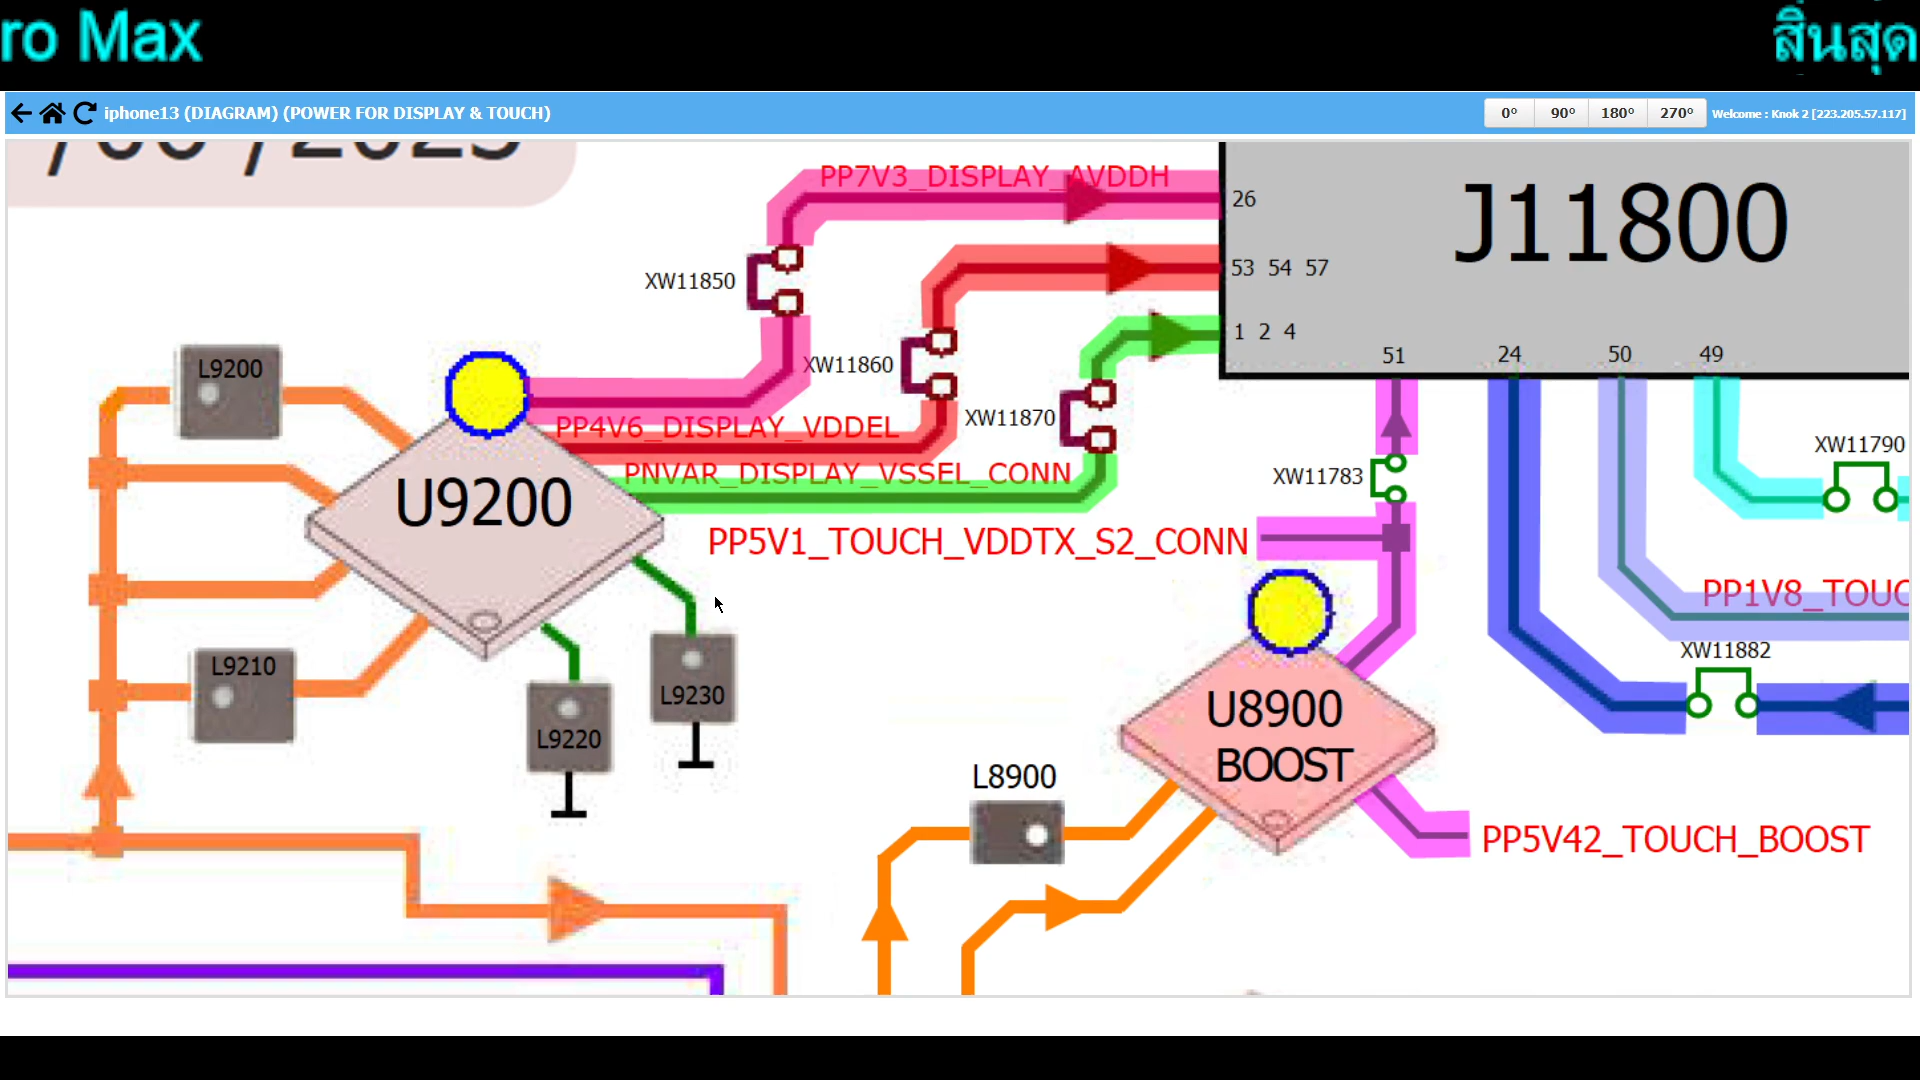 ro Max
สิ้นสุด
iphone13 (DIAGRAM) (POWER FOR DISPLAY & TOUCH)
0° 90° 180° 270° Welcome : Knok 2 [223.205.57.117]
PP7V3_DISPLAY_AVDDH
26
J11800
53 54 57
XW11850
1 2 4
51 24 50 49
L9200
XW11860
XW11870
PP4V6_DISPLAY_VDDEL
XW11790
PNVAR_DISPLAY_VSSEL_CONN
XW11783
U9200
PP5V1_TOUCH_VDDTX_S2_CONN
PP1V8_TOUC
XW11882
L9210
L9230
U8900
BOOST
L9220
L8900
PP5V42_TOUCH_BOOST